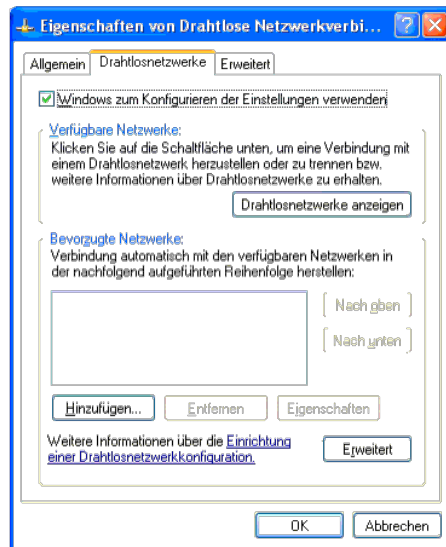 Eigenschaften von Drahtlose Netzwerkverbi...
Allgemein Drahtlosnetzwerke Erweitert
Windows zum Konfigurieren der Einstellungen verwenden
Verfügbare Netzwerke:
Klicken Sie auf die Schaltfläche unten, um eine Verbindung mit
einem Drahtlosnetzwerk herzustellen oder zu trennen bzw.
weitere Informationen über Drahtlosnetzwerke zu erhalten.
Drahtlosnetzwerke anzeigen
Bevorzugte Netzwerke:
Verbindung automatisch mit den verfügbaren Netzwerken in
der nachfolgend aufgeführten Reihenfolge herstellen:
Nach oben
Nach unten
Hinzufügen... Entfernen Eigenschaften
Weitere Informationen über die Einrichtung
einer Drahtlosnetzwerkkonfiguration.
Erweitert
OK Abbrechen